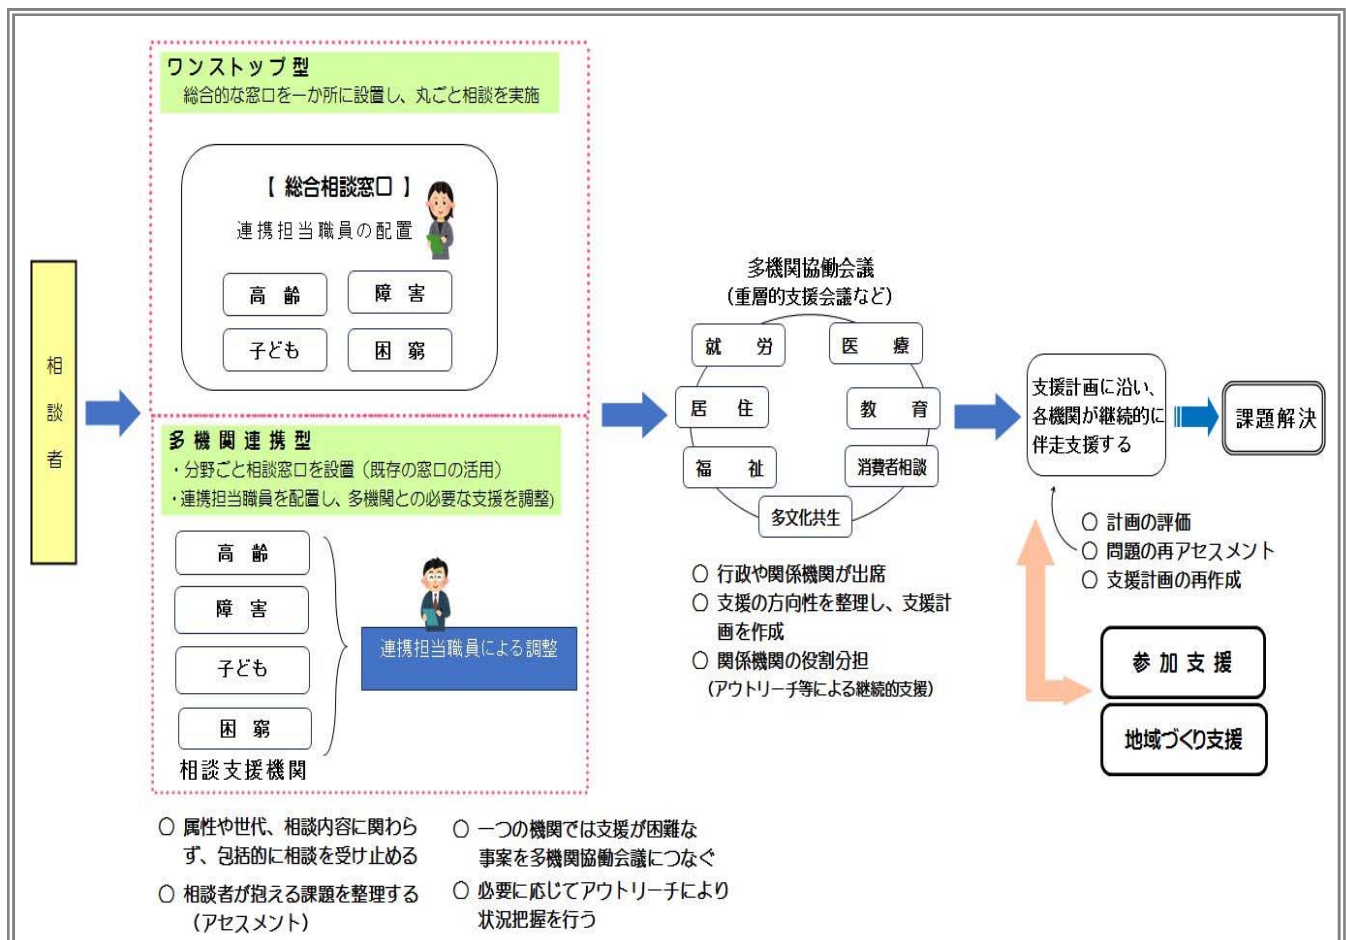 相談者
ワンストップ型
総合的な窓口を一か所に設置し、丸ごと相談を実施
【 総合相談窓口 】
連携担当職員の配置
高 齢
障 害
子ども
困 窮
多機関連携型
・分野ごと相談窓口を設置（既存の窓口の活用）
・連携担当職員を配置し、多機関との必要な支援を調整)
高 齢
障 害
子ども
困 窮
相談支援機関
連携担当職員による調整
○ 属性や世代、相談内容に関わら
ず、包括的に相談を受け止める
○ 相談者が抱える課題を整理する
（アセスメント）
○ 一つの機関では支援が困難な
事案を多機関協働会議につなぐ
○ 必要に応じてアウトリーチにより
状況把握を行う
多機関協働会議
（重層的支援会議など）
就 労
医 療
居 住
教 育
福 祉
消費者相談
多文化共生
○ 行政や関係機関が出席
○ 支援の方向性を整理し、支援計
画を作成
○ 関係機関の役割分担
（アウトリーチ等による継続的支援）
支援計画に沿い、
各機関が継続的に
伴走支援する
課題解決
○ 計画の評価
○ 問題の再アセスメント
○ 支援計画の再作成
参加支援
地域づくり支援